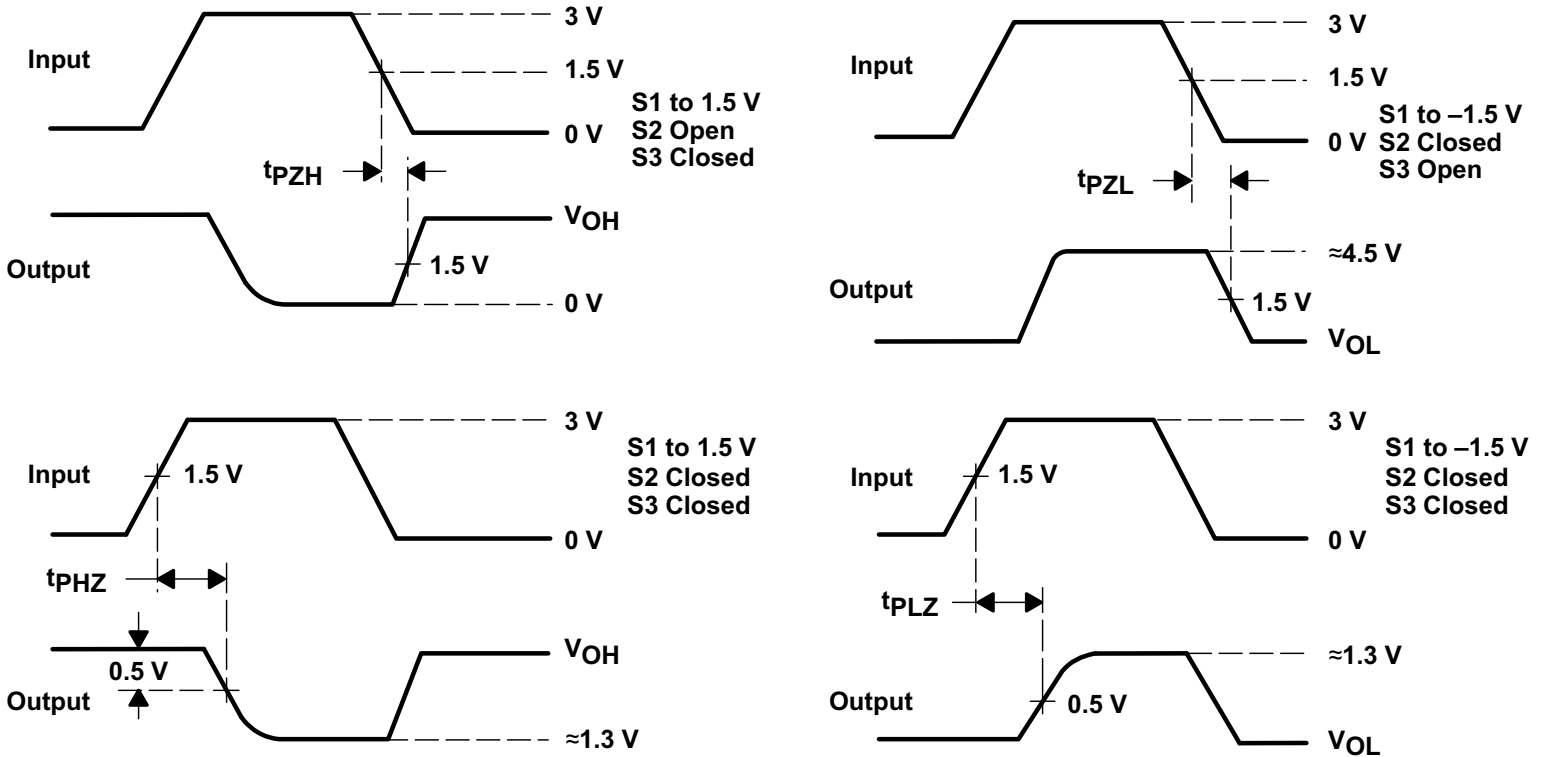 3 V
Input
1.5 V
S1 to 1.5 V
S2 Open
0 V
S3 Closed
tPZH
VOH
Output
1.5 V
0 V
3 V
Input
1.5 V
S1 to –1.5 V
0 V
S2 Closed
S3 Open
tPZL
≈4.5 V
Output
1.5 V
VOL
3 V
S1 to 1.5 V
Input
1.5 V
S2 Closed
S3 Closed
0 V
tPHZ
VOH
0.5 V
Output
≈1.3 V
3 V
S1 to –1.5 V
Input
1.5 V
S2 Closed
S3 Closed
0 V
tPLZ
≈1.3 V
Output
0.5 V
VOL